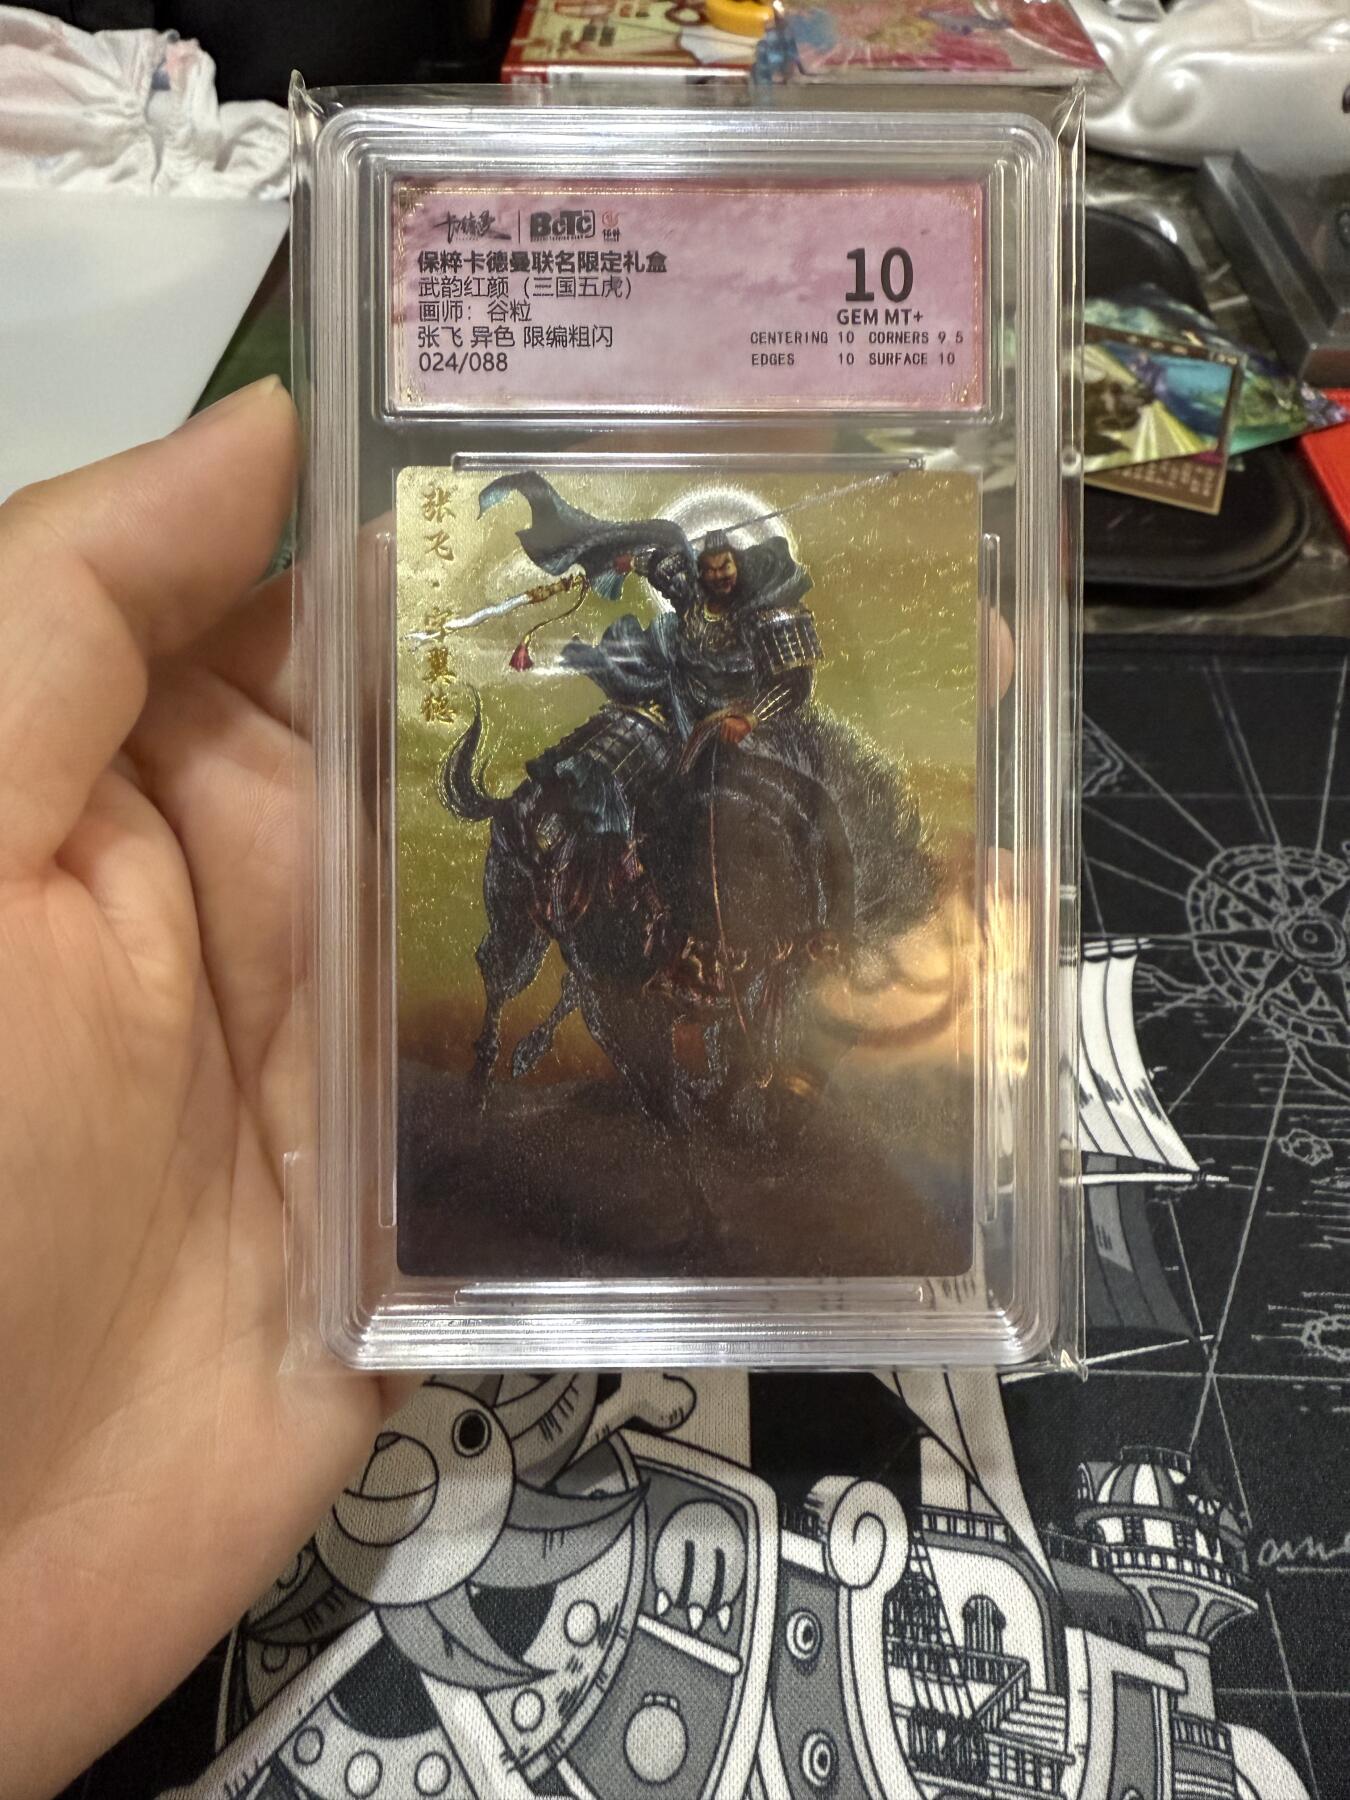 卡德曼 BCTC 保粹
保粹卡德曼联名限定礼盒
武韵红颜（三国五虎）
画师：谷粒
张飞 异色 限编粗闪
024/088
10
GEM MT+
CENTERING 10 CORNERS 9.5
EDGES 10 SURFACE 10
张飞·字翼德